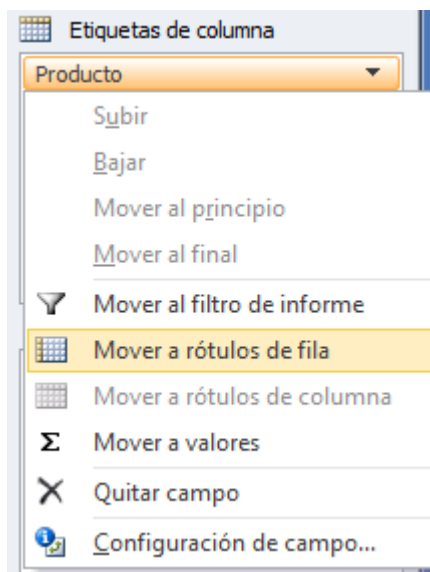 Etiquetas de columna
Producto
Subir
Bajar
Mover al principio
Mover al final
Mover al filtro de informe
Mover a rótulos de fila
Mover a rótulos de columna
Σ Mover a valores
Quitar campo
Configuración de campo...